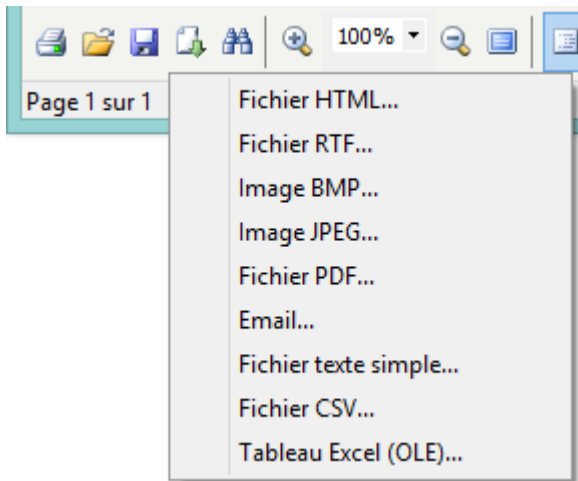 100%
Page 1 sur 1
Fichier HTML...
Fichier RTF...
Image BMP...
Image JPEG...
Fichier PDF...
Email...
Fichier texte simple...
Fichier CSV...
Tableau Excel (OLE)...